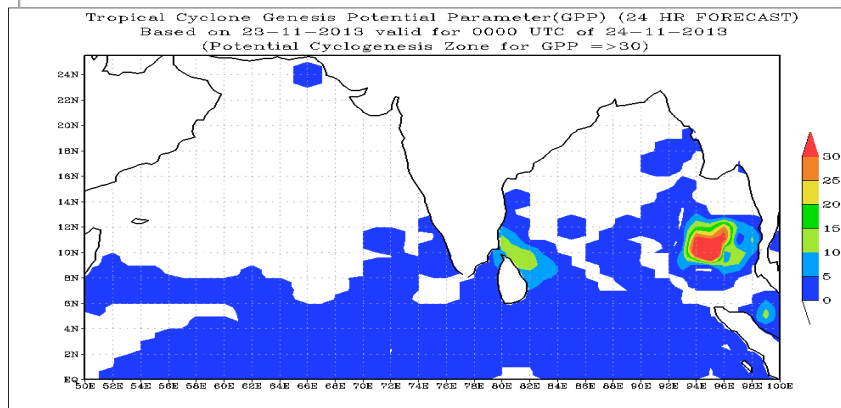 Tropical Cyclone Genesis Potential Parameter(GPP) (24 HR FORECAST)
Based on 23-11-2013 valid for 0000 UTC of 24-11-2013
(Potential Cyclogenesis Zone for GPP =>30)
24N
22N
20N
18N
16N
14N
12N
10N
8N
6N
4N
2N
EQ
50E 52E 54E 56E 58E 60E 62E 64E 66E 68E 70E 72E 74E 76E 78E 80E 82E 84E 86E 88E 90E 92E 94E 96E 98E 100E
30
25
20
15
10
5
0